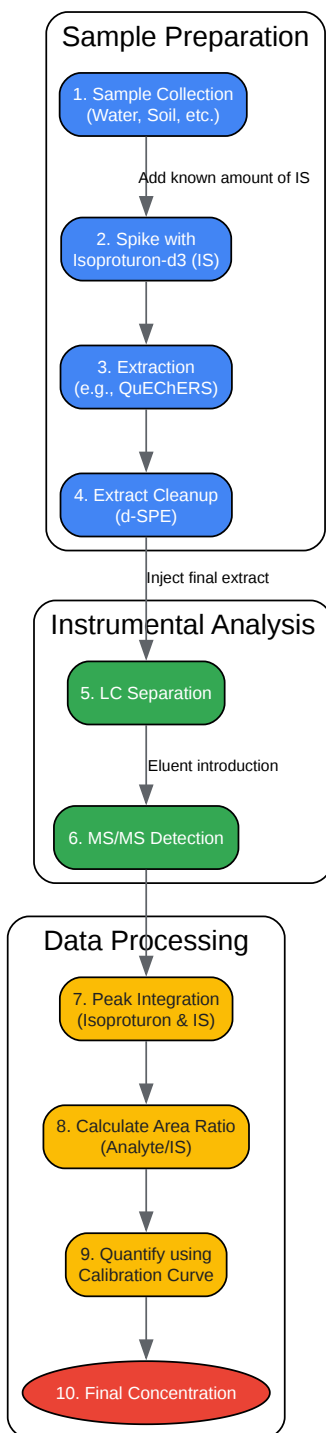 Sample Preparation
1. Sample Collection
(Water, Soil, etc.)
Add known amount of IS
2. Spike with
Isoproturon-d3 (IS)
3. Extraction
(e.g., QuEChERS)
4. Extract Cleanup
(d-SPE)
Inject final extract
Instrumental Analysis
5. LC Separation
Eluent introduction
6. MS/MS Detection
Data Processing
7. Peak Integration
(Isoproturon & IS)
8. Calculate Area Ratio
(Analyte/IS)
9. Quantify using
Calibration Curve
10. Final Concentration